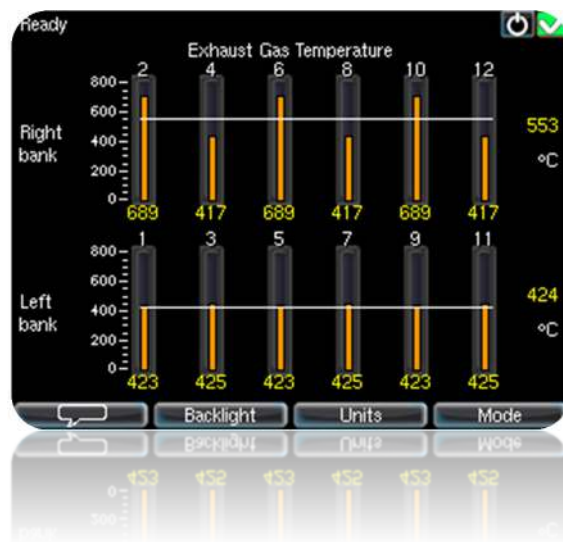 Ready
Exhaust Gas Temperature
2 4 6 8 10 12
800
600
400
200
0
Right
bank
553
°C
689 417 689 417 689 417
1 3 5 7 9 11
800
600
400
200
0
Left
bank
424
°C
423 425 423 425 423 425
Backlight Units Mode